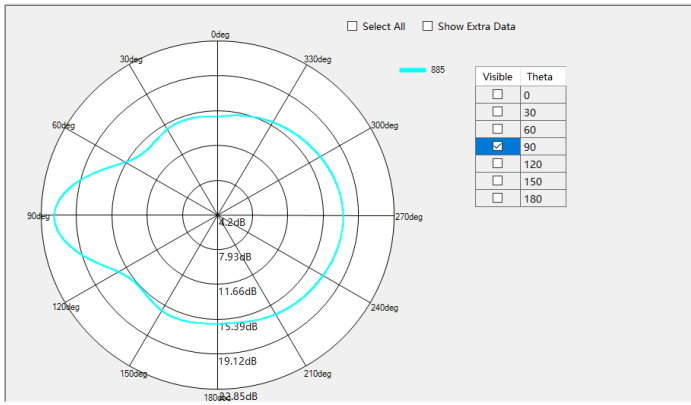 Select All
Show Extra Data
0deg
30deg
330deg
885
Visible Theta
0
30
60
90
120
150
180
60deg
300deg
90deg
270deg
4.2dB
7.93dB
11.66dB
120deg
240deg
15.39dB
19.12dB
150deg
210deg
180deg
22.85dB